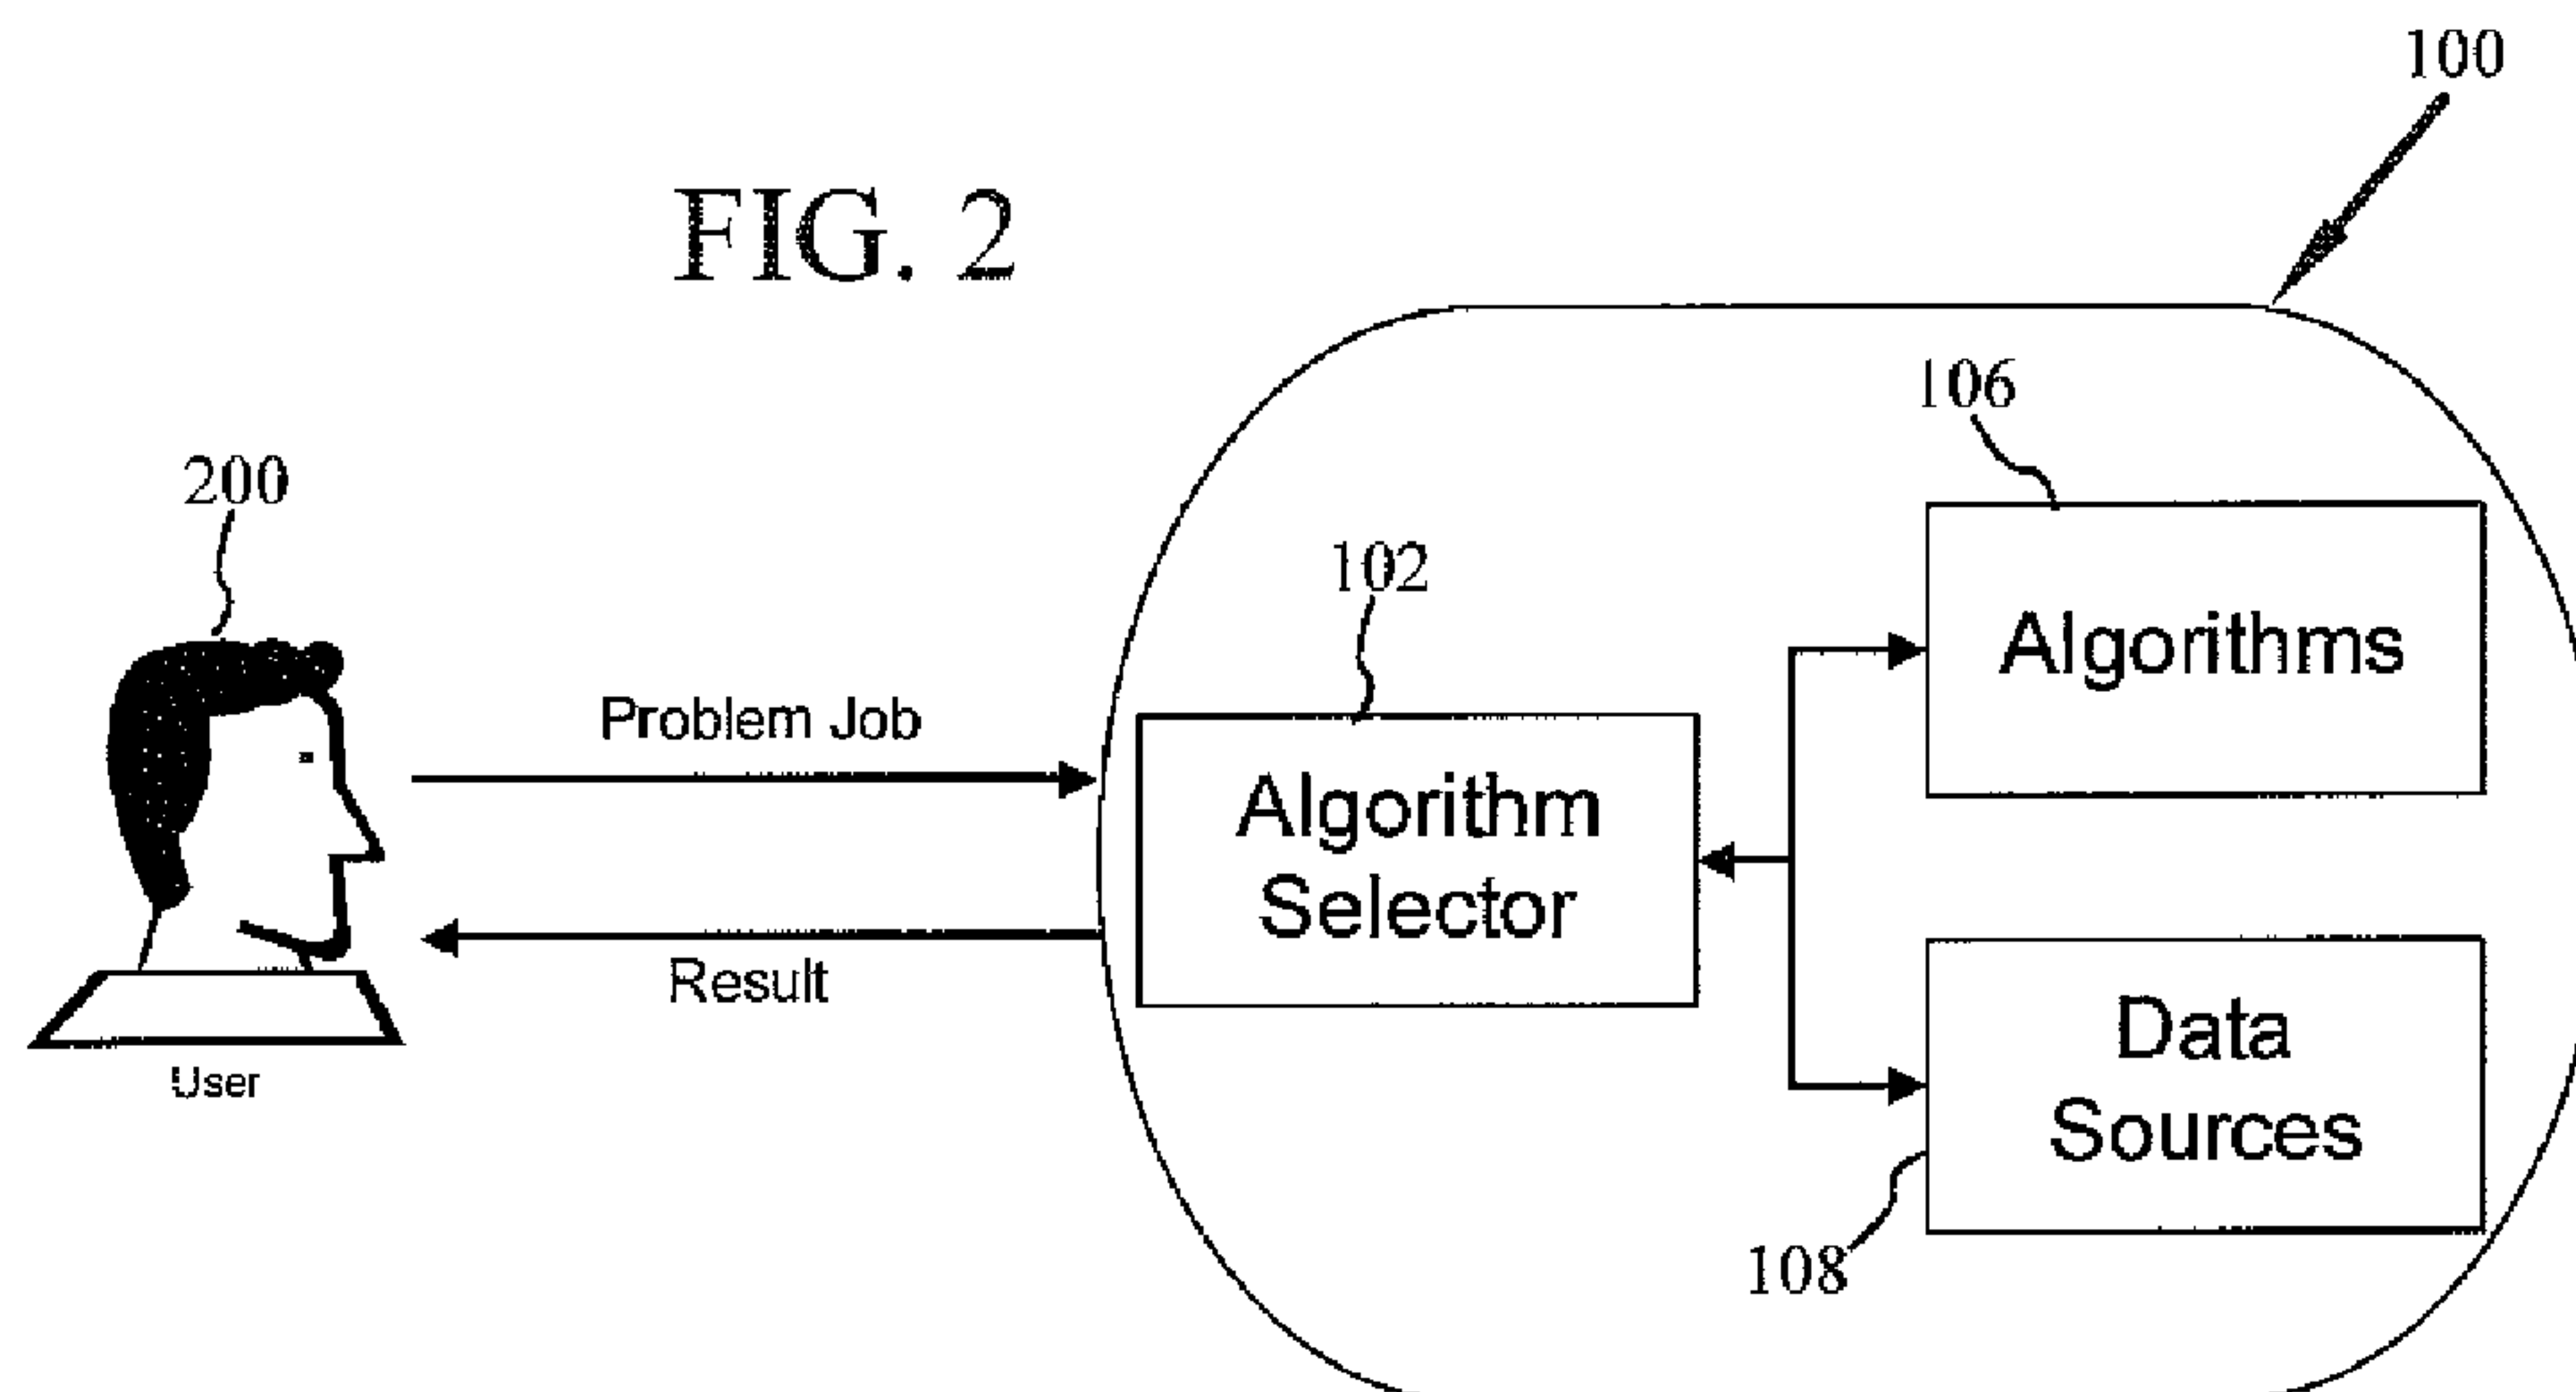 100
FIG. 2
106
200
102
Algorithms
Problem Job
Algorithm
Selector
Result
Data
Sources
User
108